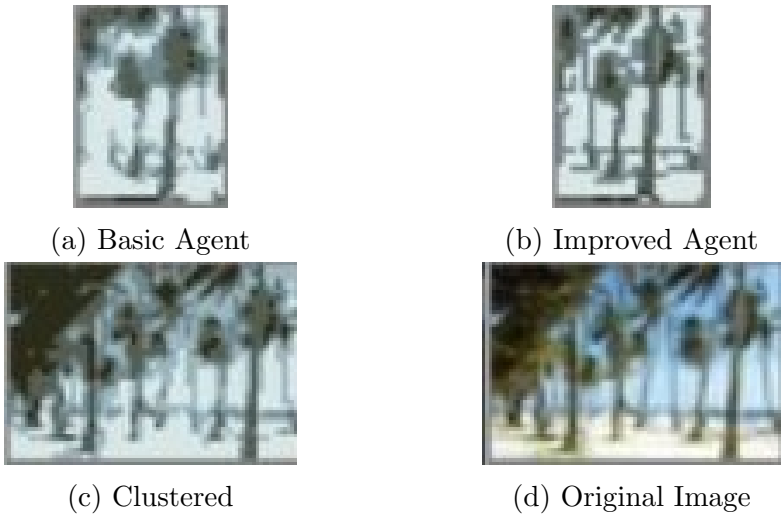 (a) Basic Agent
(b) Improved Agent
(c) Clustered
(d) Original Image